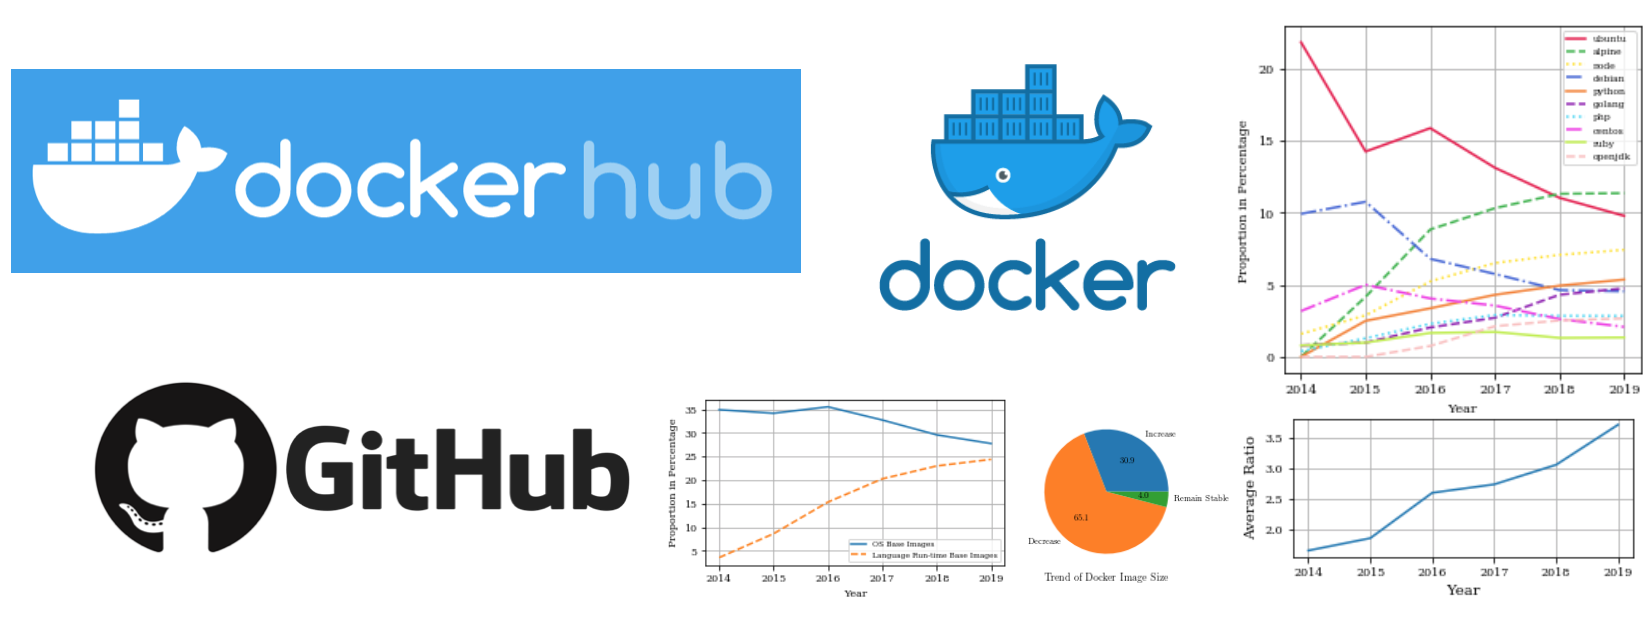 docker hub
docker
GitHub
Proportion in Percentage
20
15
10
5
0
ubuntu
alpine
node
debian
python
golang
php
centos
ruby
openjdk
2014 2015 2016 2017 2018 2019
Year
Proportion in Percentage
35
30
25
20
15
10
5
OS Base Images
Language Run-time Base Images
2014 2015 2016 2017 2018 2019
Year
Increase
30.9
4.0
Remain Stable
65.1
Decrease
Trend of Docker Image Size
Average Ratio
3.5
3.0
2.5
2.0
2014 2015 2016 2017 2018 2019
Year